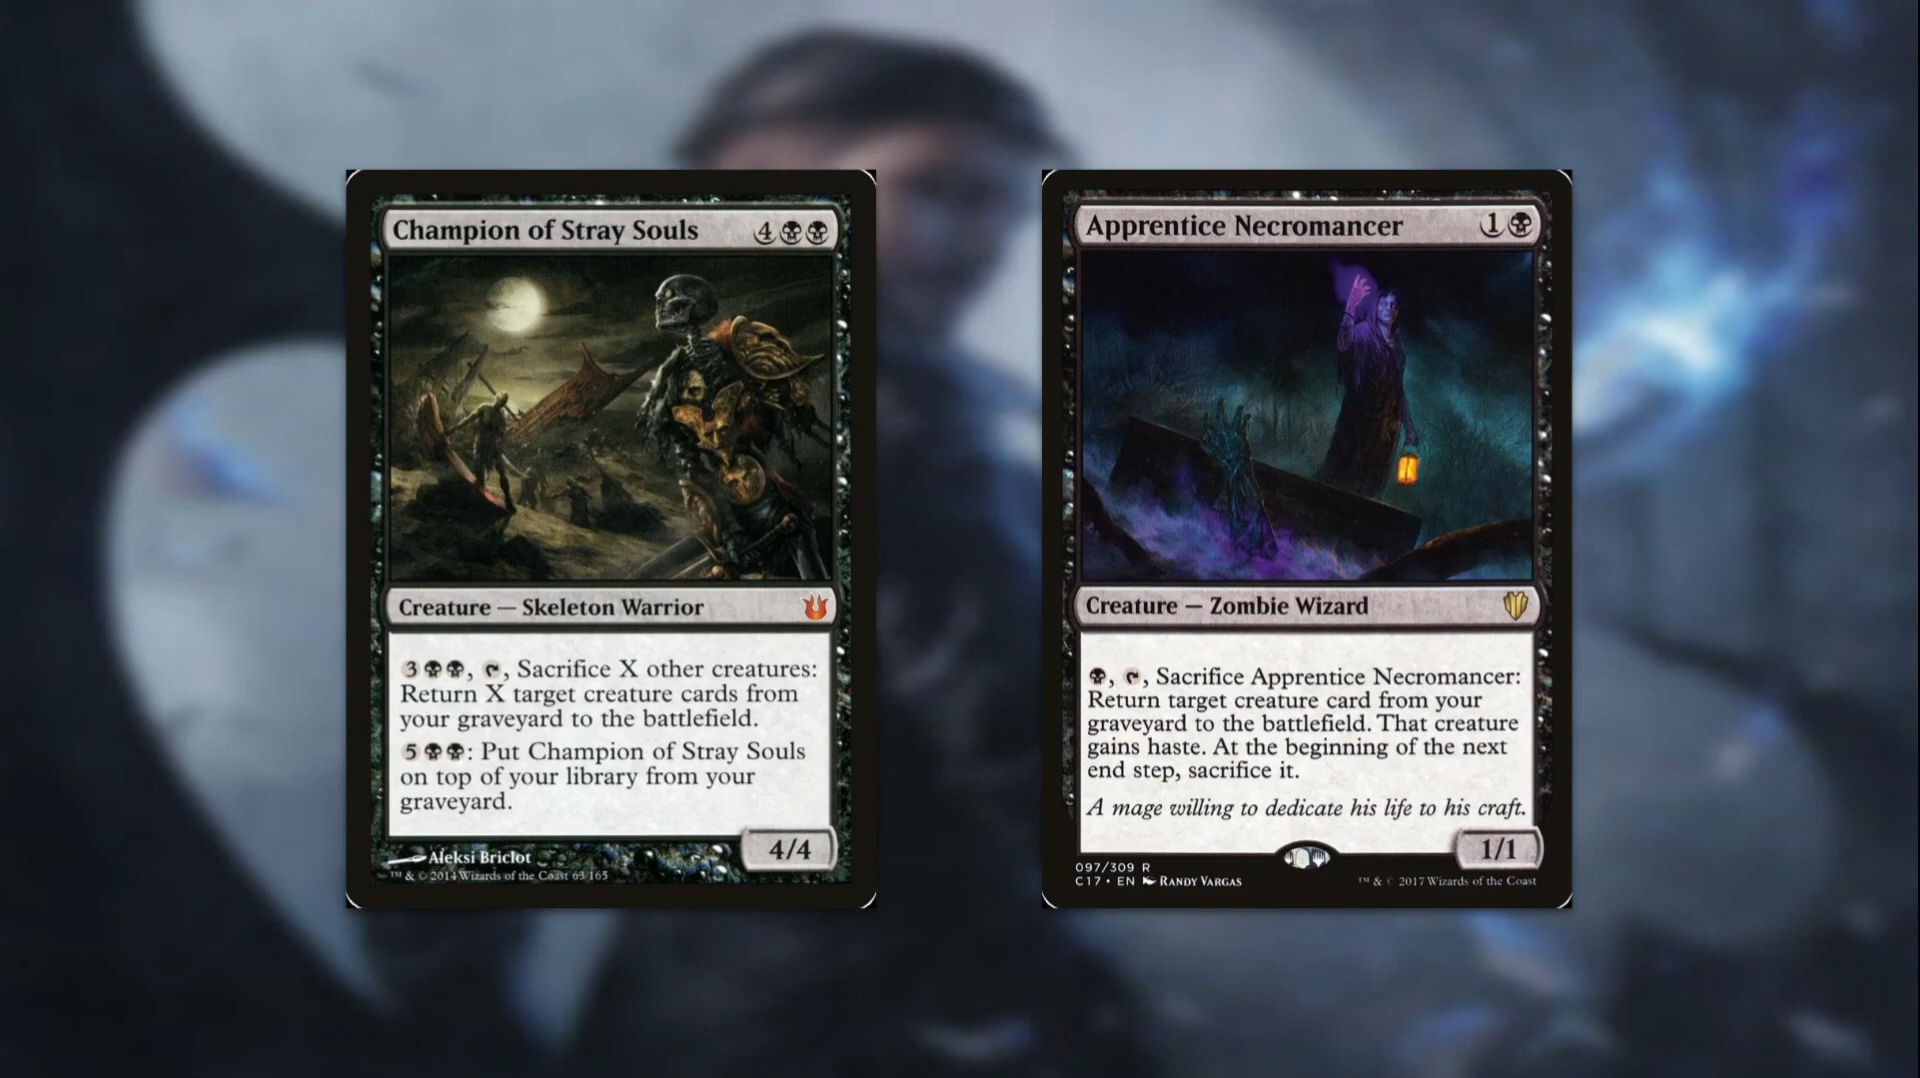 Champion of Stray Souls 4
Creature — Skeleton Warrior
3, , Sacrifice X other creatures:
Return X target creature cards from
your graveyard to the battlefield.
5: Put Champion of Stray Souls
on top of your library from your
graveyard.
4/4
Aleksi Briclot
™ & © 2014 Wizards of the Coast 63/165
Apprentice Necromancer 1
Creature — Zombie Wizard
, , Sacrifice Apprentice Necromancer:
Return target creature card from your
graveyard to the battlefield. That creature
gains haste. At the beginning of the next
end step, sacrifice it.
A mage willing to dedicate his life to his craft.
1/1
097/309 R
C17 • EN RANDY VARGAS
™ & © 2017 Wizards of the Coast